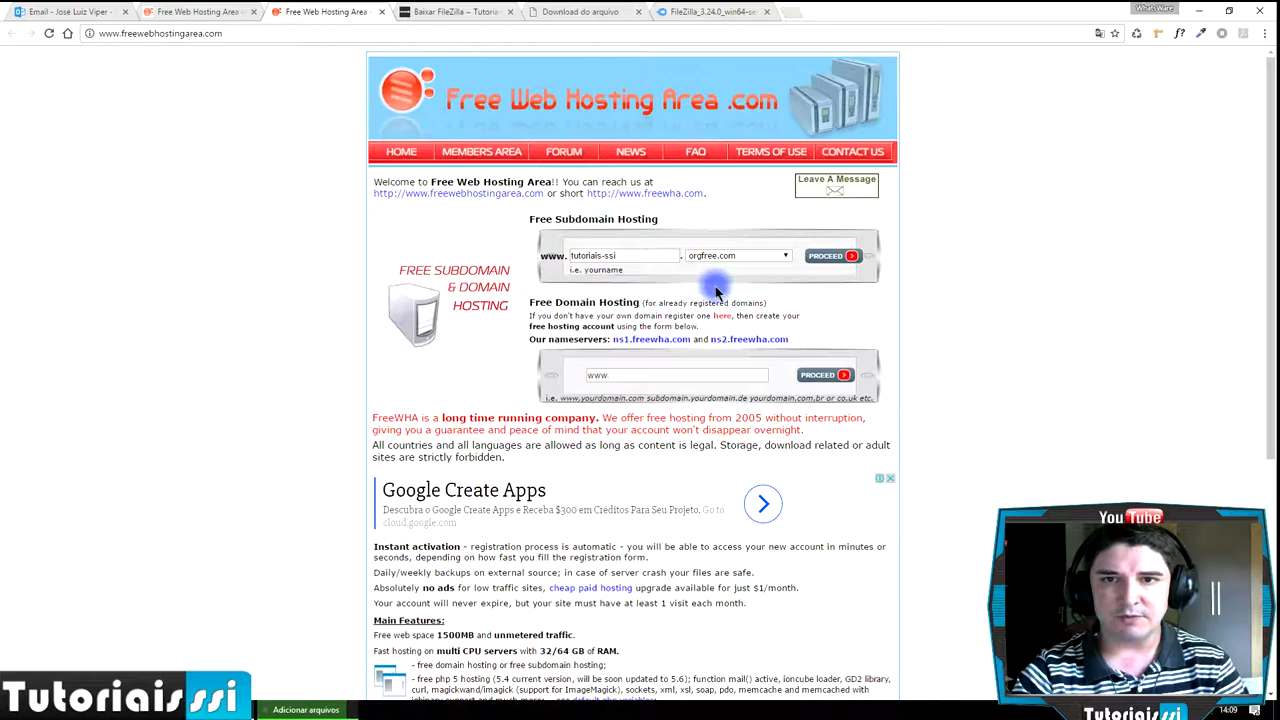 Email - José Luiz Viper -
Free Web Hosting Area
Free Web Hosting Area
Baixar FileZilla ~ Tutoria
Download do arquivo
FileZilla_3.24.0_win64-se
WhatsWare
www.freewebhostingarea.com
Free Web Hosting Area .com
HOME MEMBERS AREA FORUM NEWS FAQ TERMS OF USE CONTACT US
Welcome to Free Web Hosting Area!! You can reach us at
http://www.freewebhostingarea.com or short http://www.freewha.com.
Leave A Message
Free Subdomain Hosting
www. tutoriais-ssi . orgfree.com PROCEED
i.e. yourname
FREE SUBDOMAIN
& DOMAIN
HOSTING
Free Domain Hosting (for already registered domains)
If you don't have your own domain register one here, then create your
free hosting account using the form below.
Our nameservers: ns1.freewha.com and ns2.freewha.com
www. PROCEED
i.e. www.yourdomain.com subdomain.yourdomain.de yourdomain.com.br or co.uk etc.
FreeWHA is a long time running company. We offer free hosting from 2005 without interruption,
giving you a guarantee and peace of mind that your account won't disappear overnight.
All countries and all languages are allowed as long as content is legal. Storage, download related or adult
sites are strictly forbidden.
Google Create Apps
Descubra o Google Create Apps e Receba $300 em Créditos Para Seu Projeto. Go to
cloud.google.com
Instant activation - registration process is automatic - you will be able to access your new account in minutes or
seconds, depending on how fast you fill the registration form.
Daily/weekly backups on external source; in case of server crash your files are safe.
Absolutely no ads for low traffic sites, cheap paid hosting upgrade available for just $1/month.
Your account will never expire, but your site must have at least 1 visit each month.
Main Features:
Free web space 1500MB and unmetered traffic.
Fast hosting on multi CPU servers with 32/64 GB of RAM.
- free domain hosting or free subdomain hosting;
- free php 5 hosting (5.4 current version, will be soon updated to 5.6); function mail() active, ioncube loader, GD2 library,
curl, magickwand/imagick (support for ImageMagick), sockets, xml, xsl, soap, pdo, memcache and memcached with
You Tube
Tutoriais ssi
Adicionar arquivos
Tutoriais ssi
14:09